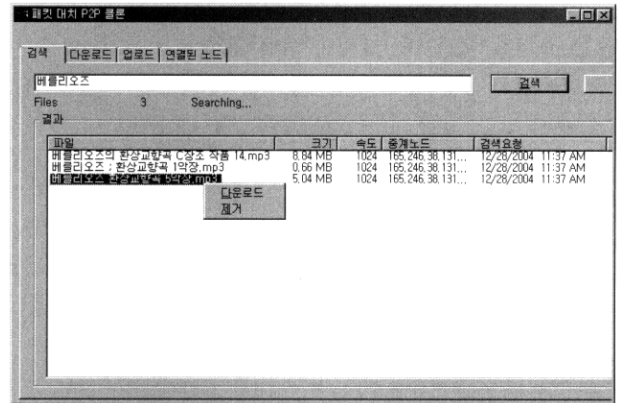 패킷 대치 P2P 클론
검색 다운로드 업로드 연결된 노드
베를리오즈 검색
Files 3 Searching...
결과
파일 크기 속도 중계노드 검색요청
베를리오즈의 환상교향곡 C장조 작품 14.mp3 8.84 MB 1024 165.246.38.131... 12/28/2004 11:37 AM
베를리오즈 : 환상교향곡 1악장.mp3 0.66 MB 1024 165.246.38.131... 12/28/2004 11:37 AM
베를리오즈 환상교향곡 5악장.mp3 5.04 MB 1024 165.246.38.131... 12/28/2004 11:37 AM
다운로드
제거